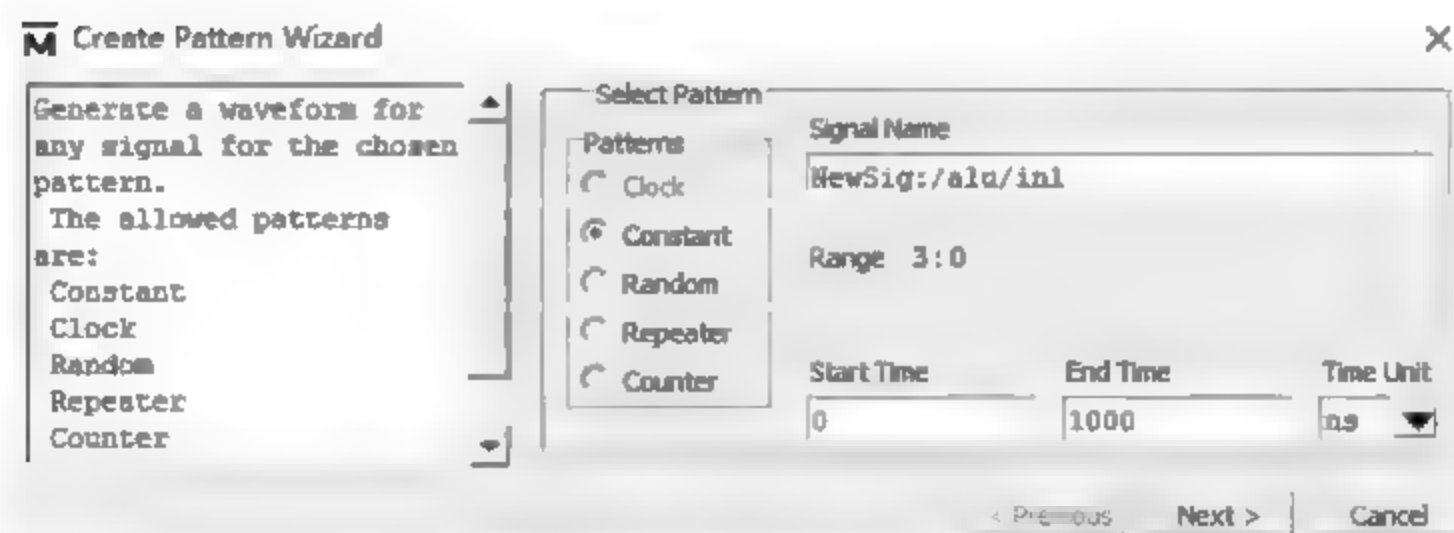 M Create Pattern Wizard
Generate a waveform for
any signal for the chosen
pattern.
The allowed patterns
are:
Constant
Clock
Random
Repeater
Counter
Select Pattern
Patterns
Clock
Constant
Random
Repeater
Counter
Signal Name
NewSig:/alu/in1
Range 3:0
Start Time
0
End Time
1000
Time Unit
ns
< Previous
Next >
Cancel